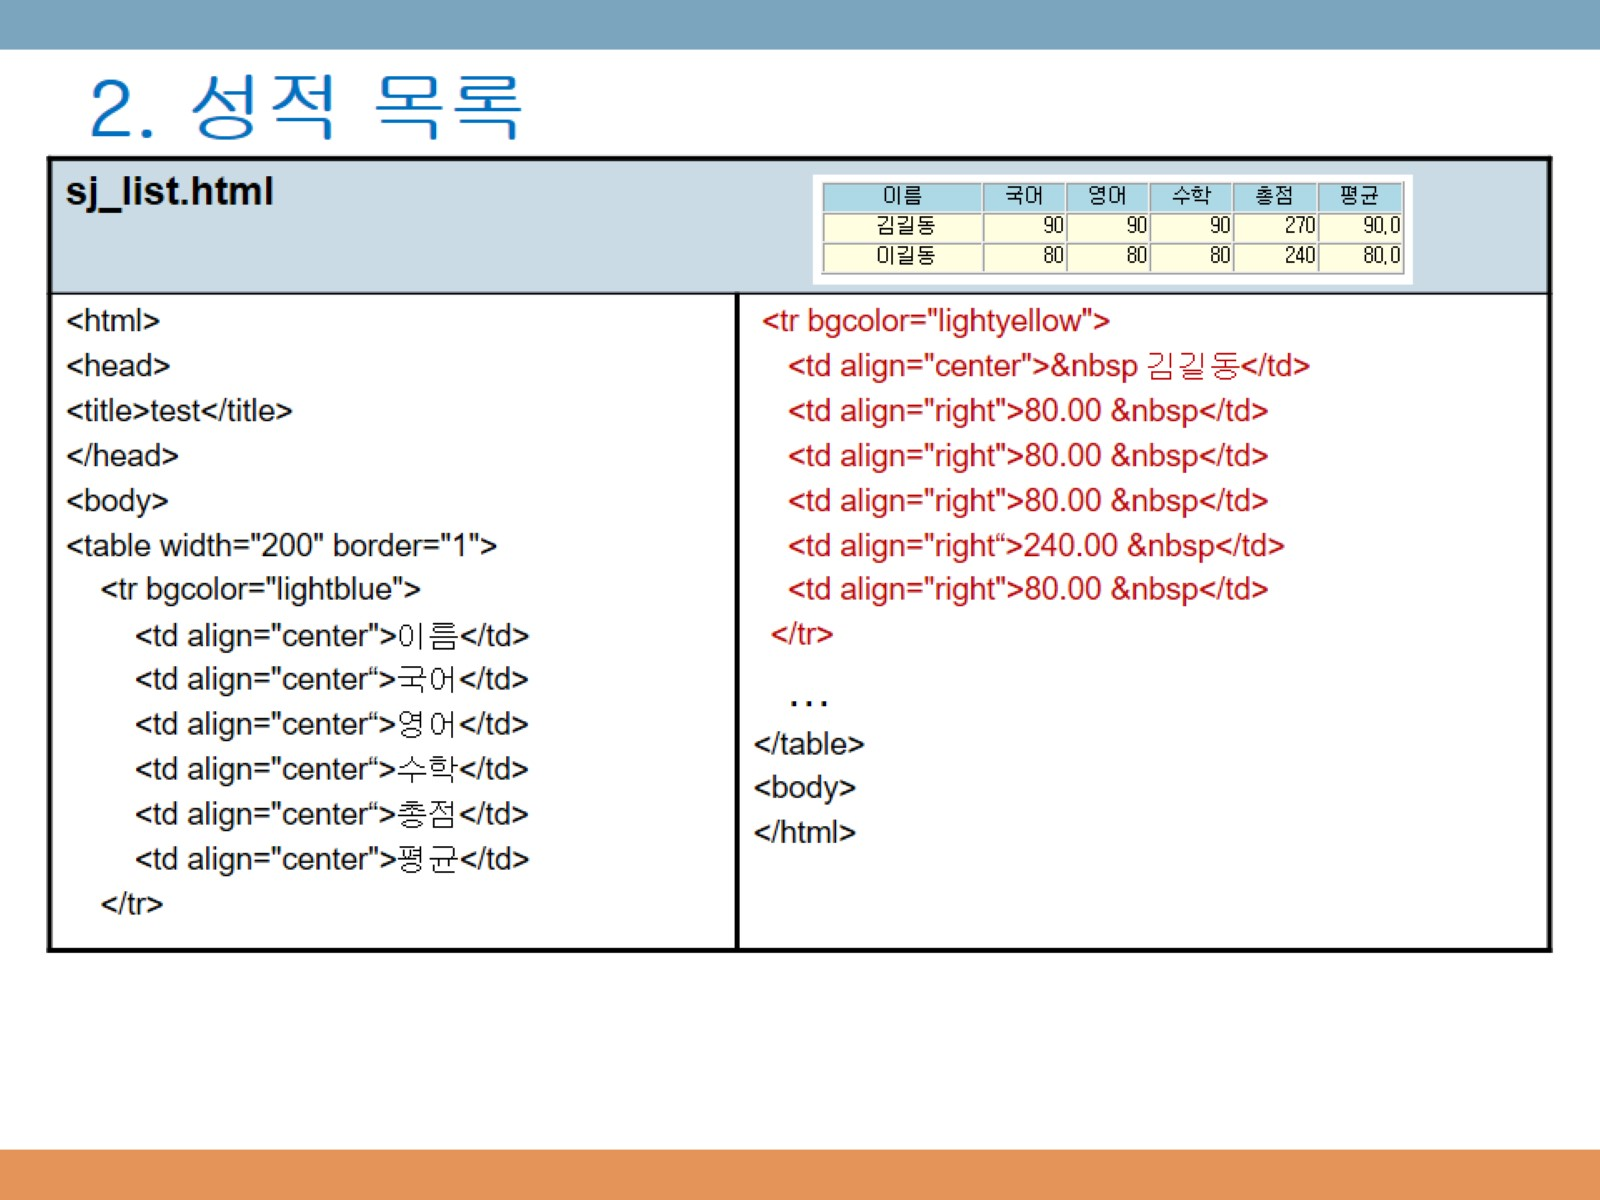 2. 성적 목록
sj_list.html
이름 국어 영어 수학 총점 평균
김길동 90 90 90 270 90,0
이길동 80 80 80 240 80,0
<html>
<head>
<title>test</title>
</head>
<body>
<table width="200" border="1">
<tr bgcolor="lightblue">
<td align="center">이름</td>
<td align="center“>국어</td>
<td align="center“>영어</td>
<td align="center“>수학</td>
<td align="center“>총점</td>
<td align="center">평균</td>
</tr>
<tr bgcolor="lightyellow">
<td align="center">&nbsp 김길동</td>
<td align="right">80.00 &nbsp</td>
<td align="right">80.00 &nbsp</td>
<td align="right">80.00 &nbsp</td>
<td align="right“>240.00 &nbsp</td>
<td align="right">80.00 &nbsp</td>
</tr>
...
</table>
<body>
</html>